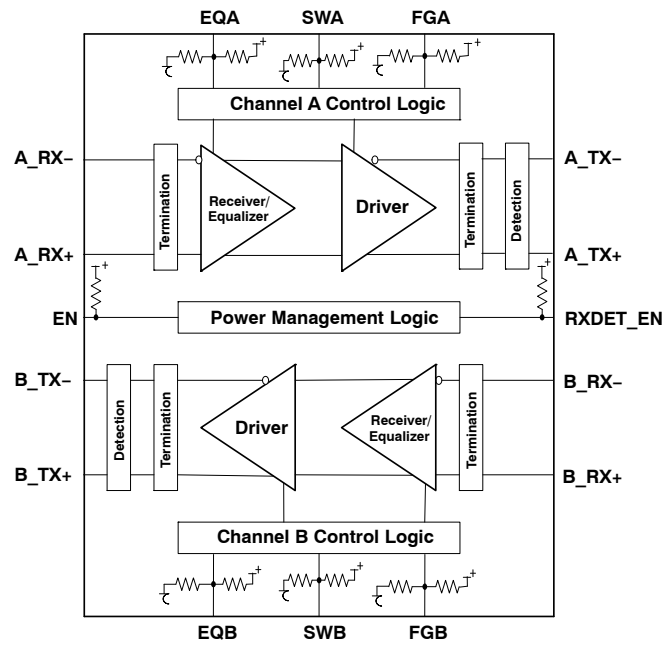 EQA SWA FGA
+ + +
Channel A Control Logic
A_RX− A_TX−
Termination
Receiver/
Equalizer
Driver
Termination
Detection
A_RX+ A_TX+
+ +
EN Power Management Logic RXDET_EN
B_TX− B_RX−
Detection
Termination
Driver
Receiver/
Equalizer
Termination
B_TX+ B_RX+
Channel B Control Logic
+ + +
EQB SWB FGB